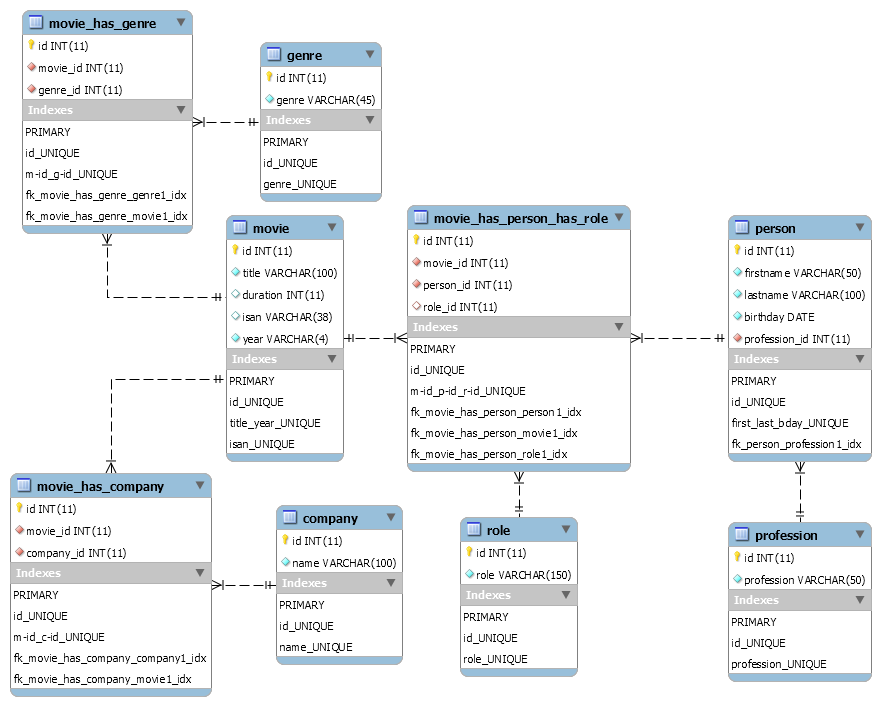 movie_has_genre
id INT(11)
movie_id INT(11)
genre_id INT(11)
Indexes
PRIMARY
id_UNIQUE
m-id_g-id_UNIQUE
fk_movie_has_genre_genre1_idx
fk_movie_has_genre_movie1_idx
genre
id INT(11)
genre VARCHAR(45)
Indexes
PRIMARY
id_UNIQUE
genre_UNIQUE
movie
id INT(11)
title VARCHAR(100)
duration INT(11)
isan VARCHAR(38)
year VARCHAR(4)
Indexes
PRIMARY
id_UNIQUE
title_year_UNIQUE
isan_UNIQUE
movie_has_person_has_role
id INT(11)
movie_id INT(11)
person_id INT(11)
role_id INT(11)
Indexes
PRIMARY
id_UNIQUE
m-id_p-id_r-id_UNIQUE
fk_movie_has_person_person1_idx
fk_movie_has_person_movie1_idx
fk_movie_has_person_role1_idx
person
id INT(11)
firstname VARCHAR(50)
lastname VARCHAR(100)
birthday DATE
profession_id INT(11)
Indexes
PRIMARY
id_UNIQUE
first_last_bday_UNIQUE
fk_person_profession1_idx
movie_has_company
id INT(11)
movie_id INT(11)
company_id INT(11)
Indexes
PRIMARY
id_UNIQUE
m-id_c-id_UNIQUE
fk_movie_has_company_company1_idx
fk_movie_has_company_movie1_idx
company
id INT(11)
name VARCHAR(100)
Indexes
PRIMARY
id_UNIQUE
name_UNIQUE
role
id INT(11)
role VARCHAR(150)
Indexes
PRIMARY
id_UNIQUE
role_UNIQUE
profession
id INT(11)
profession VARCHAR(50)
Indexes
PRIMARY
id_UNIQUE
profession_UNIQUE